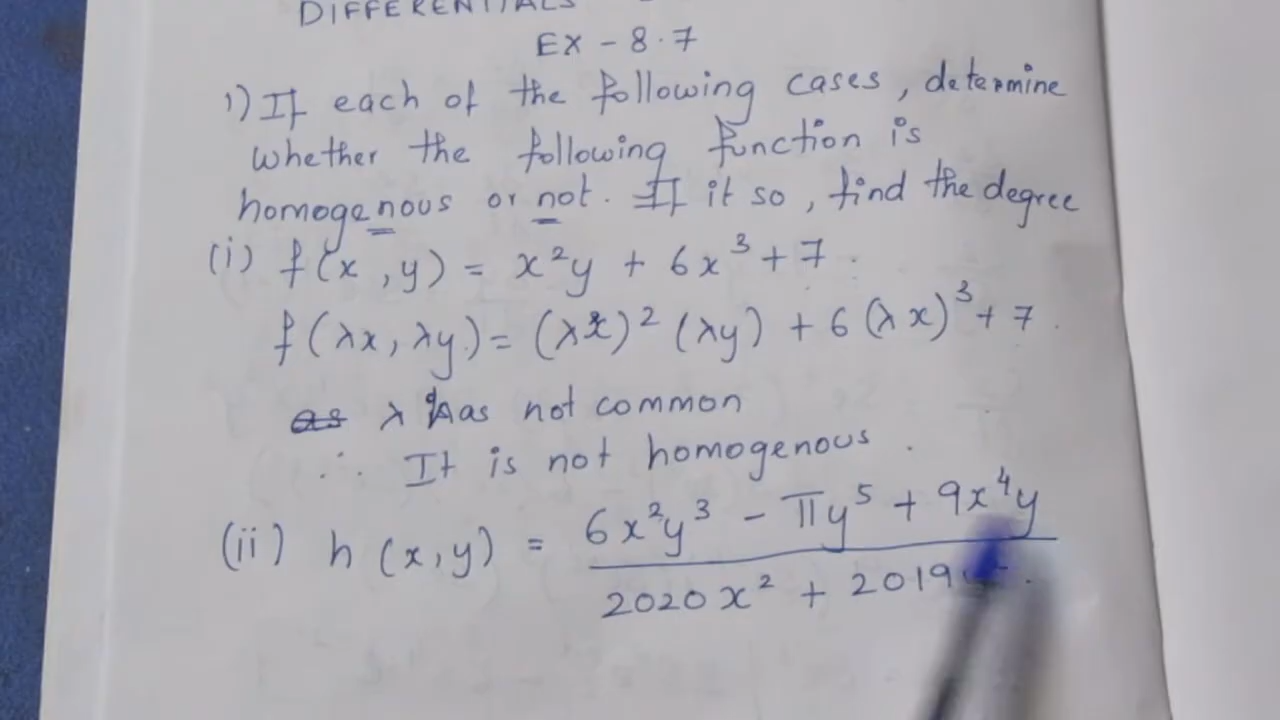 DIFFERENTIALS
EX - 8.7
1) If each of the following cases, determine
whether the following function is
homogenous or not. If it so, find the degree
(i) f(x,y) = x²y + 6x³ + 7.
f(λx, λy) = (λx)² (λy) + 6(λx)³ + 7.
as λ has not common
∴ It is not homogenous.
(ii) h(x,y) = 6x²y³ - πy⁵ + 9x⁴y
2020x² + 2019